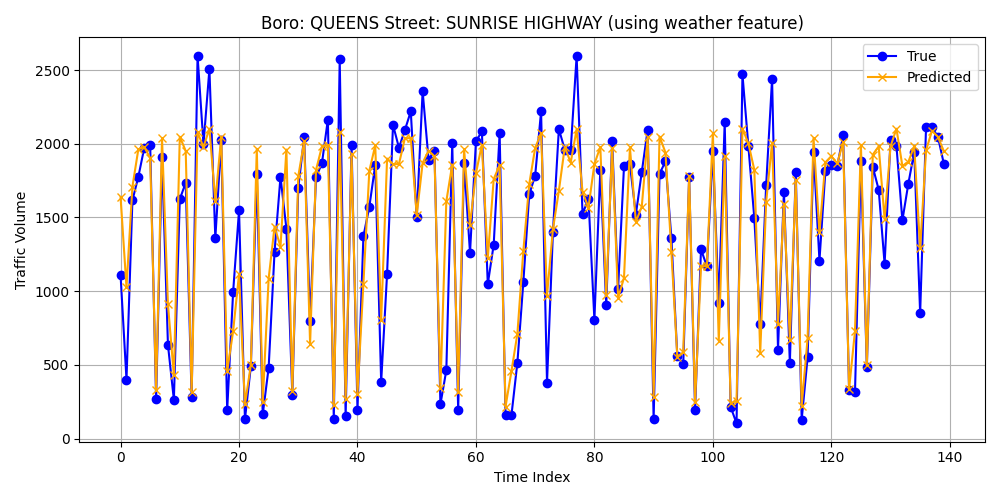 Boro: QUEENS Street: SUNRISE HIGHWAY (using weather feature)
True
Predicted
Traffic Volume
2500
2000
1500
1000
500
0
0 20 40 60 80 100 120 140
Time Index